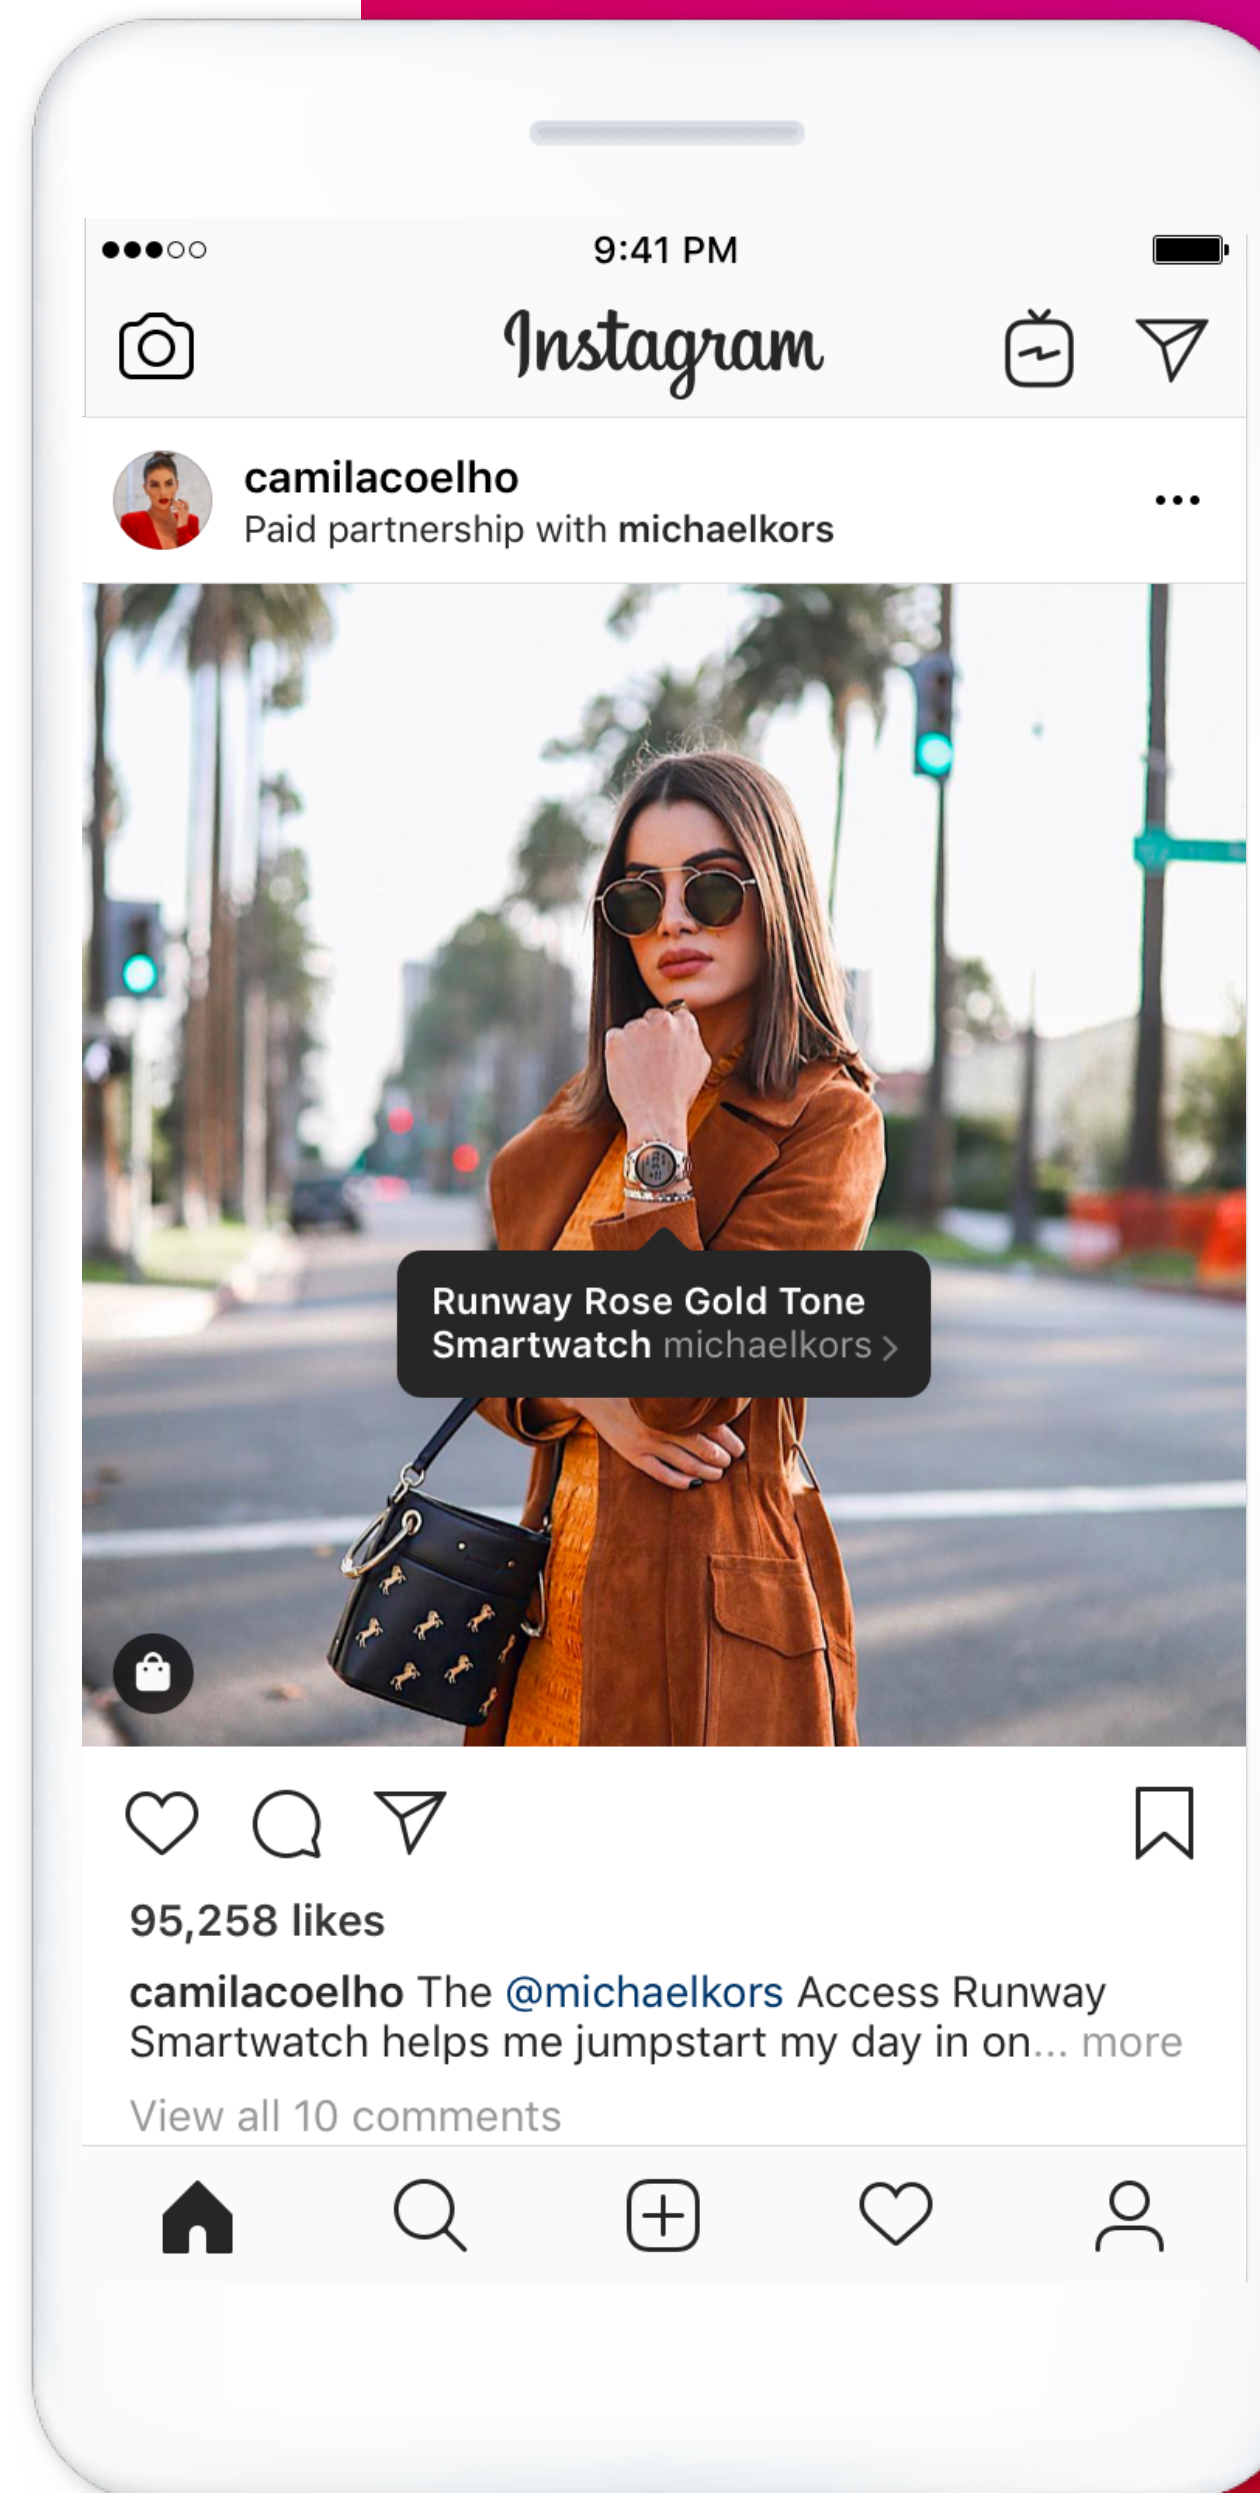 9:41 PM
Instagram
camilacoelho
Paid partnership with michaelkors
Runway Rose Gold Tone
Smartwatch michaelkors >
95,258 likes
camilacoelho The @michaelkors Access Runway
Smartwatch helps me jumpstart my day in on... more
View all 10 comments